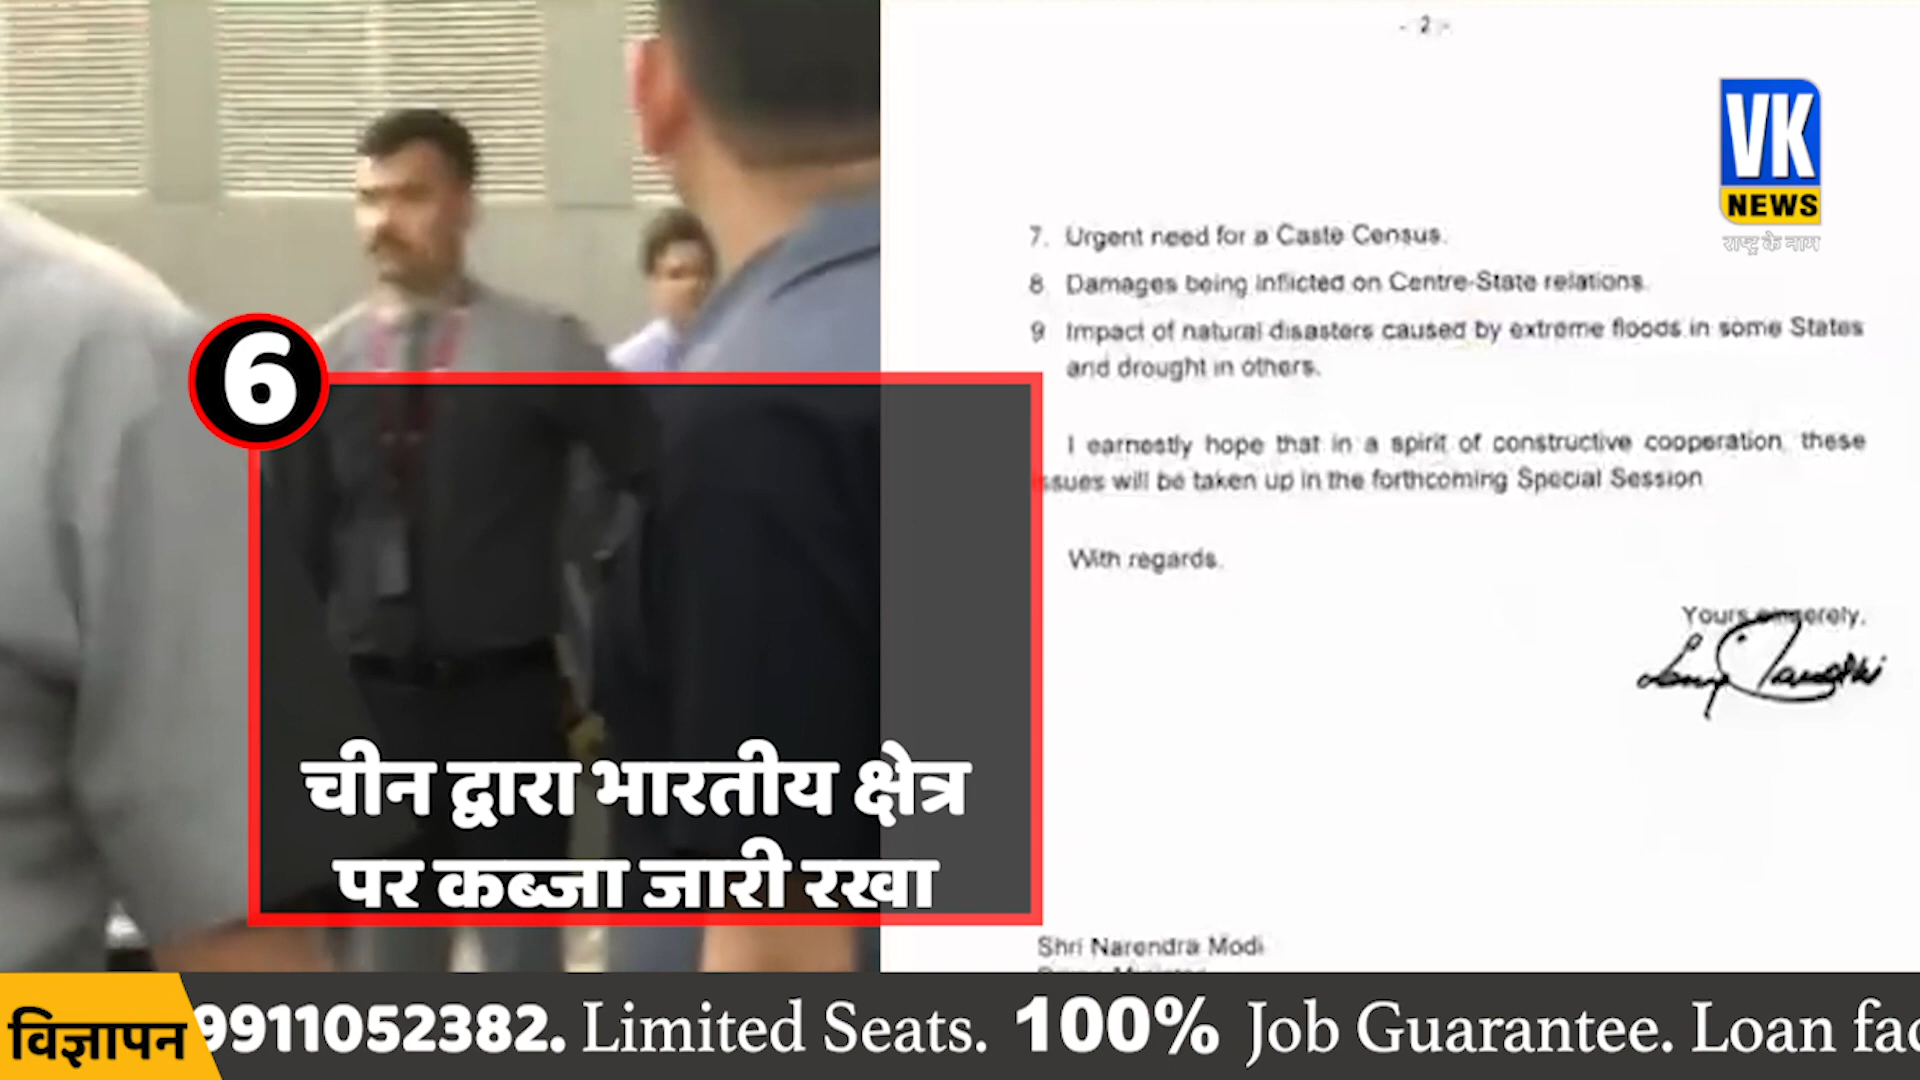 - 2 -
VK
NEWS
राष्ट्र के नाम
7. Urgent need for a Caste Census.
8. Damages being inflicted on Centre-State relations.
9. Impact of natural disasters caused by extreme floods in some States
and drought in others.
I earnestly hope that in a spirit of constructive cooperation, these
ssues will be taken up in the forthcoming Special Session
With regards.
Yours sincerely,
6
चीन द्वारा भारतीय क्षेत्र
पर कब्जा जारी रखा
Shri Narendra Modi
विज्ञापन
9911052382. Limited Seats. 100% Job Guarantee. Loan fac